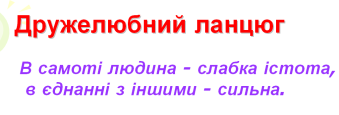 Дружелюбний ланцюг
В самоті людина - слабка істота,
в єднанні з іншими - сильна.